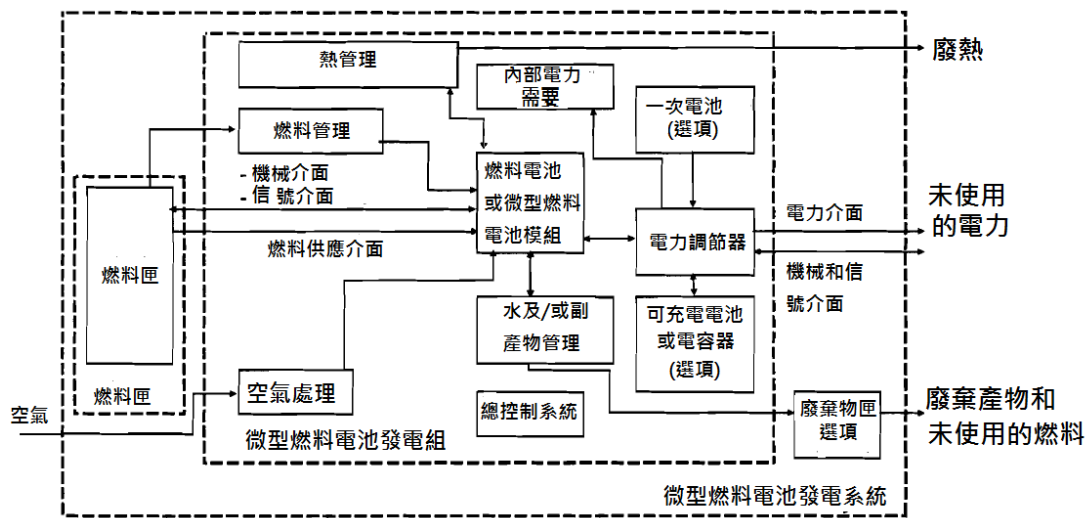 熱管理
廢熱
內部電力
需要
一次電池
(選項)
燃料管理
- 機械介面
- 信號介面
燃料電池
或微型燃料
電池模組
燃料供應介面
燃料匣
燃料匣
電力調節器
電力介面
未使用
的電力
機械和信
號介面
水及/或副
產物管理
可充電電池
或電容器
(選項)
空氣
空氣處理
總控制系統
微型燃料電池發電組
廢棄物匣
選項
廢棄產物和
未使用的燃料
微型燃料電池發電系統